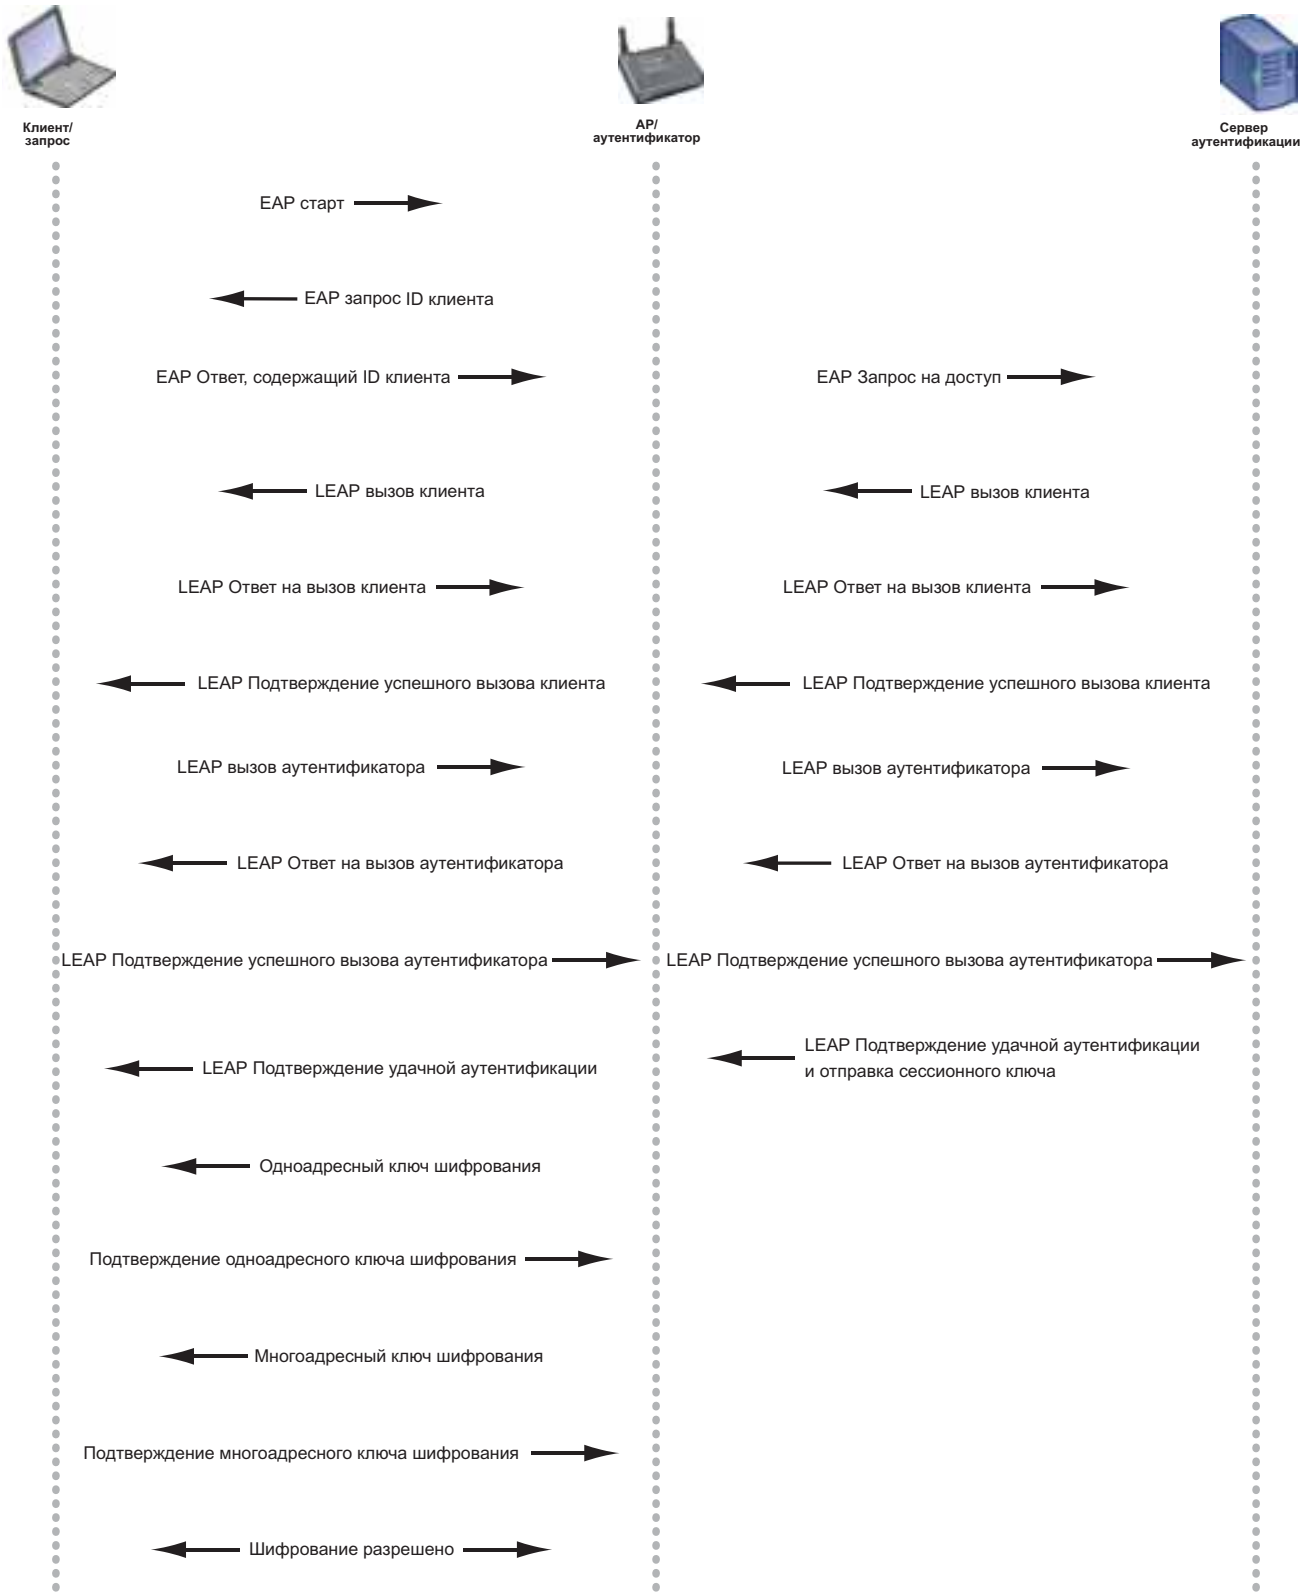 Клиент/
запрос
AP/
аутентификатор
Сервер
аутентификации
EAP старт
EAP запрос ID клиента
EAP Ответ, содержащий ID клиента
EAP Запрос на доступ
LEAP вызов клиента
LEAP вызов клиента
LEAP Ответ на вызов клиента
LEAP Ответ на вызов клиента
LEAP Подтверждение успешного вызова клиента
LEAP Подтверждение успешного вызова клиента
LEAP вызов аутентификатора
LEAP вызов аутентификатора
LEAP Ответ на вызов аутентификатора
LEAP Ответ на вызов аутентификатора
LEAP Подтверждение успешного вызова аутентификатора
LEAP Подтверждение успешного вызова аутентификатора
LEAP Подтверждение удачной аутентификации
LEAP Подтверждение удачной аутентификации
и отправка сессионного ключа
Одноадресный ключ шифрования
Подтверждение одноадресного ключа шифрования
Многоадресный ключ шифрования
Подтверждение многоадресного ключа шифрования
Шифрование разрешено